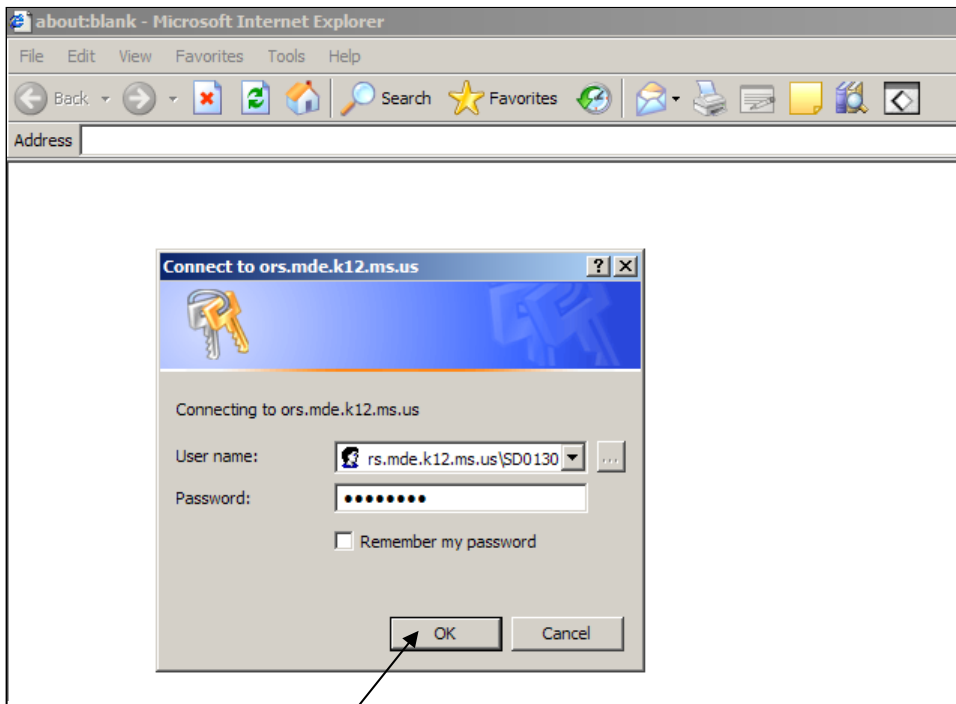 about:blank - Microsoft Internet Explorer
File Edit View Favorites Tools Help
Back Search Favorites
Address
Connect to ors.mde.k12.ms.us
Connecting to ors.mde.k12.ms.us
User name: rs.mde.k12.ms.us\SD0130
Password: ••••••••
Remember my password
OK Cancel